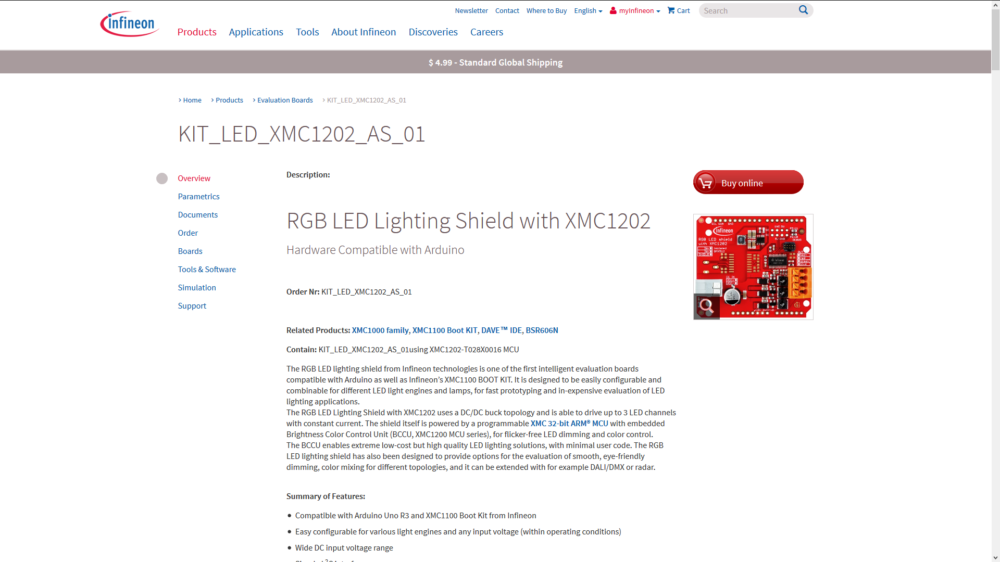 Newsletter Contact Where to Buy English myInfineon Cart Search
infineon
Products Applications Tools About Infineon Discoveries Careers
$ 4.99 - Standard Global Shipping
Home Products Evaluation Boards KIT_LED_XMC1202_AS_01
KIT_LED_XMC1202_AS_01
Overview
Parametrics
Documents
Order
Boards
Tools & Software
Simulation
Support
Description:
RGB LED Lighting Shield with XMC1202
Hardware Compatible with Arduino
Order Nr: KIT_LED_XMC1202_AS_01
Related Products: XMC1000 family, XMC1100 Boot KIT, DAVE™ IDE, BSR606N
Contain: KIT_LED_XMC1202_AS_01using XMC1202-T028X0016 MCU
The RGB LED lighting shield from Infineon technologies is one of the first intelligent evaluation boards
compatible with Arduino as well as Infineon’s XMC1100 BOOT KIT. It is designed to be easily configurable and
combinable for different LED light engines and lamps, for fast prototyping and in-expensive evaluation of LED
lighting applications.
The RGB LED Lighting Shield with XMC1202 uses a DC/DC buck topology and is able to drive up to 3 LED channels
with constant current. The shield itself is powered by a programmable XMC 32-bit ARM® MCU with embedded
Brightness Color Control Unit (BCCU, XMC1200 MCU series), for flicker-free LED dimming and color control.
The BCCU enables extreme low-cost but high quality LED lighting solutions, with minimal user code. The RGB
LED lighting shield has also been designed to provide options for the evaluation of smooth, eye-friendly
dimming, color mixing for different topologies, and it can be extended with for example DALI/DMX or radar.
Summary of Features:
Compatible with Arduino Uno R3 and XMC1100 Boot Kit from Infineon
Easy configurable for various light engines and any input voltage (within operating conditions)
Wide DC input voltage range
Buy online
SCL SDA GND
infineon
RGB LED shield
with XMC1202
Isolated
DMX512
DC IN